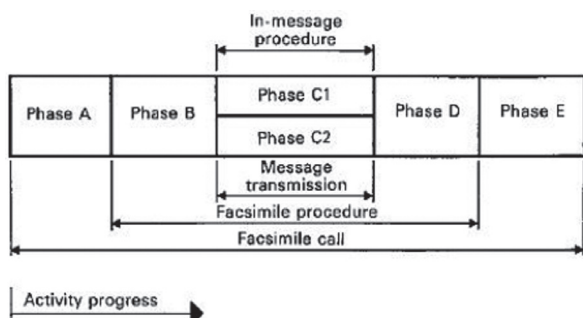 In-message
procedure
Phase A
Phase B
Phase C1
Phase C2
Phase D
Phase E
Message
transmission
Facsimile procedure
Facsimile call
Activity progress